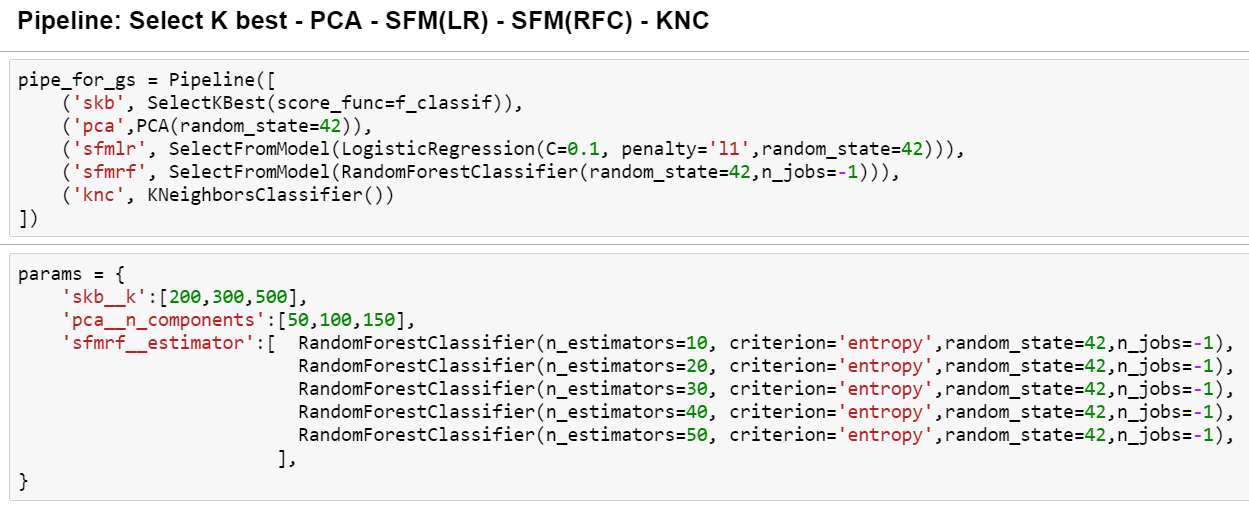 Pipeline: Select K best - PCA - SFM(LR) - SFM(RFC) - KNC
pipe_for_gs = Pipeline([
    ('skb', SelectKBest(score_func=f_classif)),
    ('pca',PCA(random_state=42)),
    ('sfmlr', SelectFromModel(LogisticRegression(C=0.1, penalty='l1',random_state=42))),
    ('sfmrf', SelectFromModel(RandomForestClassifier(random_state=42,n_jobs=-1))),
    ('knc', KNeighborsClassifier())
])
params = {
    'skb__k':[200,300,500],
    'pca__n_components':[50,100,150],
    'sfmrf__estimator':[  RandomForestClassifier(n_estimators=10, criterion='entropy',random_state=42,n_jobs=-1),
                          RandomForestClassifier(n_estimators=20, criterion='entropy',random_state=42,n_jobs=-1),
                          RandomForestClassifier(n_estimators=30, criterion='entropy',random_state=42,n_jobs=-1),
                          RandomForestClassifier(n_estimators=40, criterion='entropy',random_state=42,n_jobs=-1),
                          RandomForestClassifier(n_estimators=50, criterion='entropy',random_state=42,n_jobs=-1),
                        ],
}